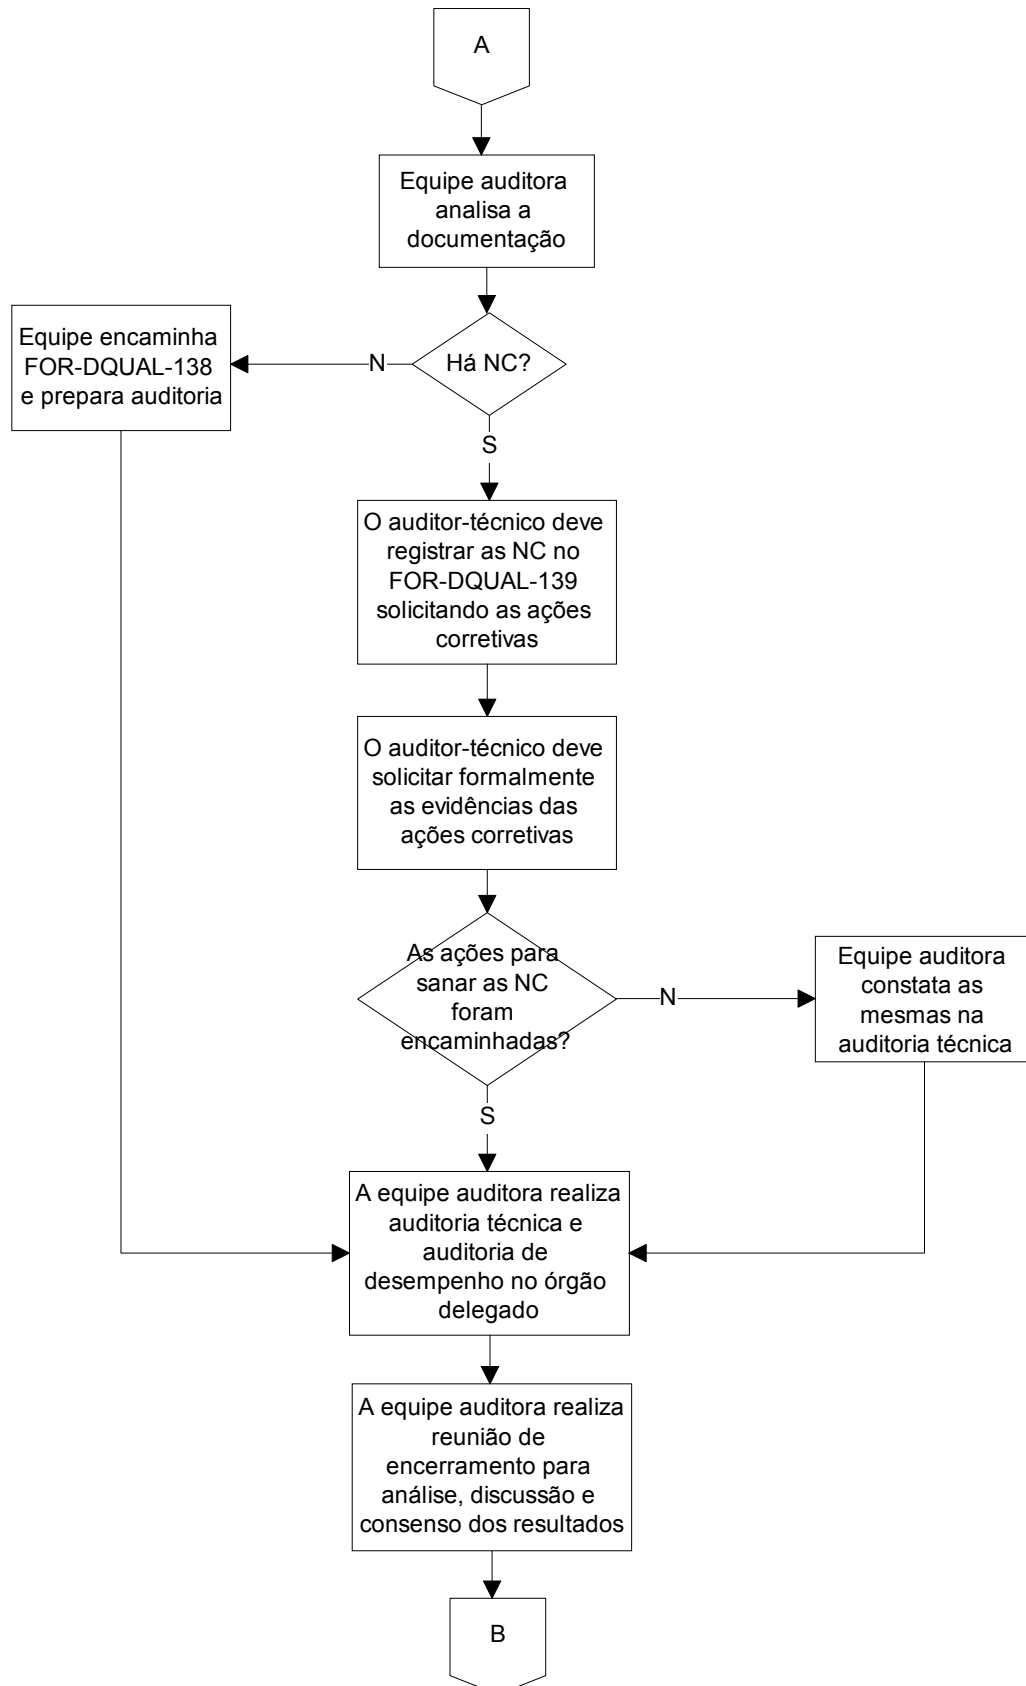 A
Equipe auditora
analisa a
documentação
Há NC?
N
Equipe encaminha
FOR-DQUAL-138
e prepara auditoria
S
O auditor-técnico deve
registrar as NC no
FOR-DQUAL-139
solicitando as ações
corretivas
O auditor-técnico deve
solicitar formalmente
as evidências das
ações corretivas
As ações para
sanar as NC
foram
encaminhadas?
N
Equipe auditora
constata as
mesmas na
auditoria técnica
S
A equipe auditora realiza
auditoria técnica e
auditoria de
desempenho no órgão
delegado
A equipe auditora realiza
reunião de
encerramento para
análise, discussão e
consenso dos resultados
B